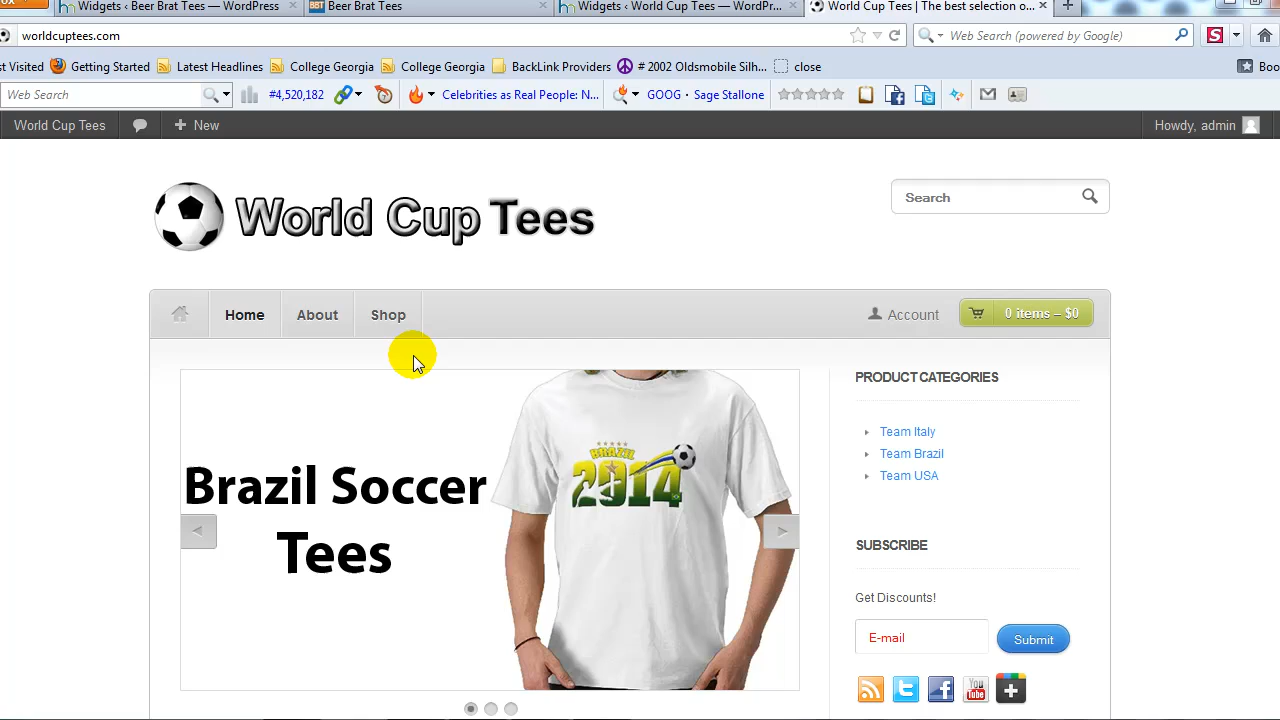 Widgets ‹ Beer Brat Tees — WordPress
Beer Brat Tees
Widgets ‹ World Cup Tees — WordPr...
World Cup Tees | The best selection o...
worldcuptees.com
Web Search (powered by Google)
st Visited
Getting Started
Latest Headlines
College Georgia
College Georgia
BackLink Providers
# 2002 Oldsmobile Silh...
close
Boo
Web Search
#4,520,182
Celebrities as Real People: N...
GOOG · Sage Stallone
World Cup Tees
New
Howdy, admin
World Cup Tees
Search
Home
About
Shop
Account
0 items – $0
Brazil Soccer
Tees
BRAZIL
2014
PRODUCT CATEGORIES
Team Italy
Team Brazil
Team USA
SUBSCRIBE
Get Discounts!
E-mail
Submit
You
Tube